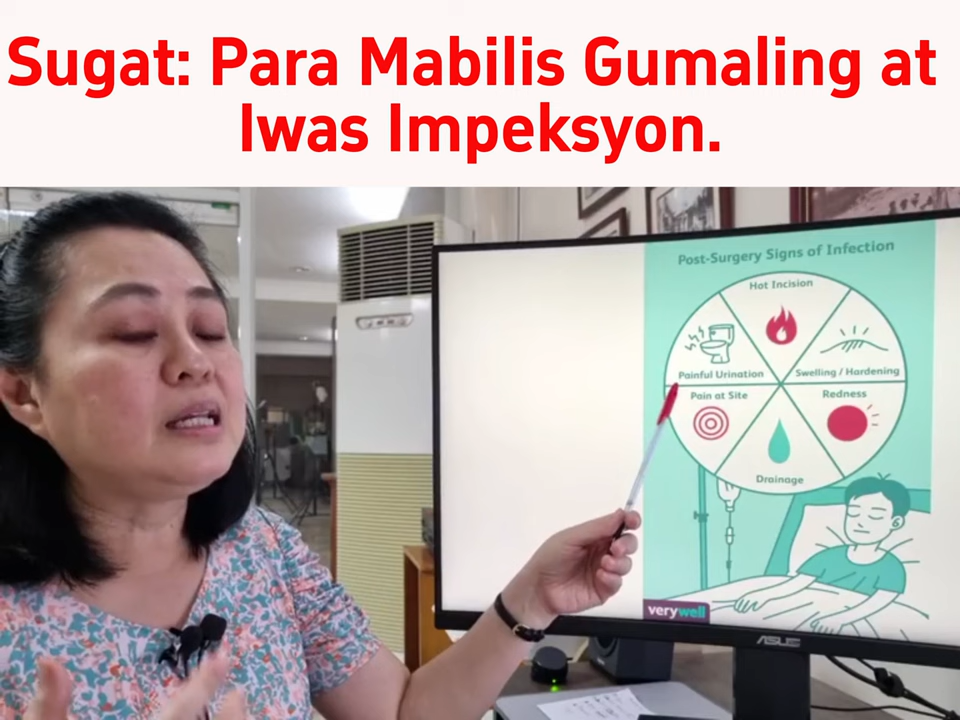 Sugat: Para Mabilis Gumaling at
Iwas Impeksyon.
Post-Surgery Signs of Infection
Hot Incision
Painful Urination
Swelling / Hardening
Pain at Site
Redness
Drainage
verywell
ASUS